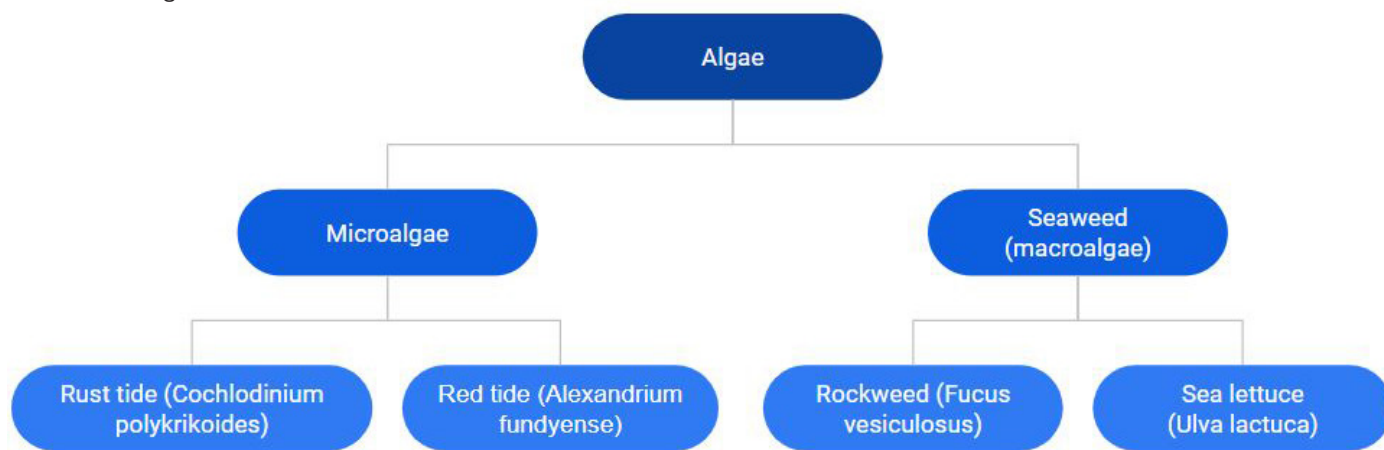 Algae
Microalgae
Seaweed
(macroalgae)
Rust tide (Cochlodinium
polykrikoides)
Red tide (Alexandrium
fundyense)
Rockweed (Fucus
vesiculosus)
Sea lettuce
(Ulva lactuca)